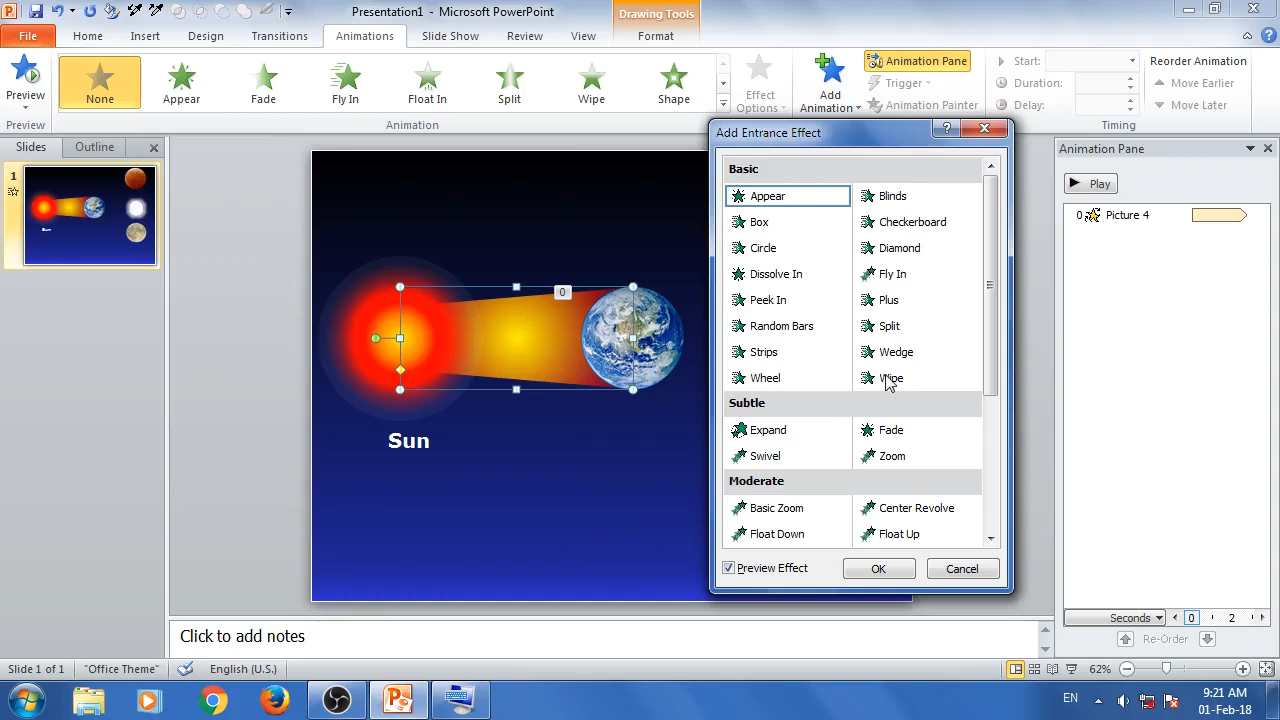 Presentation1 - Microsoft PowerPoint
Drawing Tools
File
Home
Insert
Design
Transitions
Animations
Slide Show
Review
View
Format
Preview
None
Appear
Fade
Fly In
Float In
Split
Wipe
Shape
Effect Options
Add Animation
Animation Pane
Trigger
Animation Painter
Start:
Duration:
Delay:
Reorder Animation
Move Earlier
Move Later
Preview
Animation
Timing
Slides
Outline
1
Sun
0
Sun
Add Entrance Effect
Basic
Appear
Blinds
Box
Checkerboard
Circle
Diamond
Dissolve In
Fly In
Peek In
Plus
Random Bars
Split
Strips
Wedge
Wheel
Wipe
Subtle
Expand
Fade
Swivel
Zoom
Moderate
Basic Zoom
Center Revolve
Float Down
Float Up
Preview Effect
OK
Cancel
Animation Pane
Play
0 Picture 4
Seconds
0
2
Re-Order
Click to add notes
Slide 1 of 1
"Office Theme"
English (U.S.)
62%
EN
9:21 AM
01-Feb-18